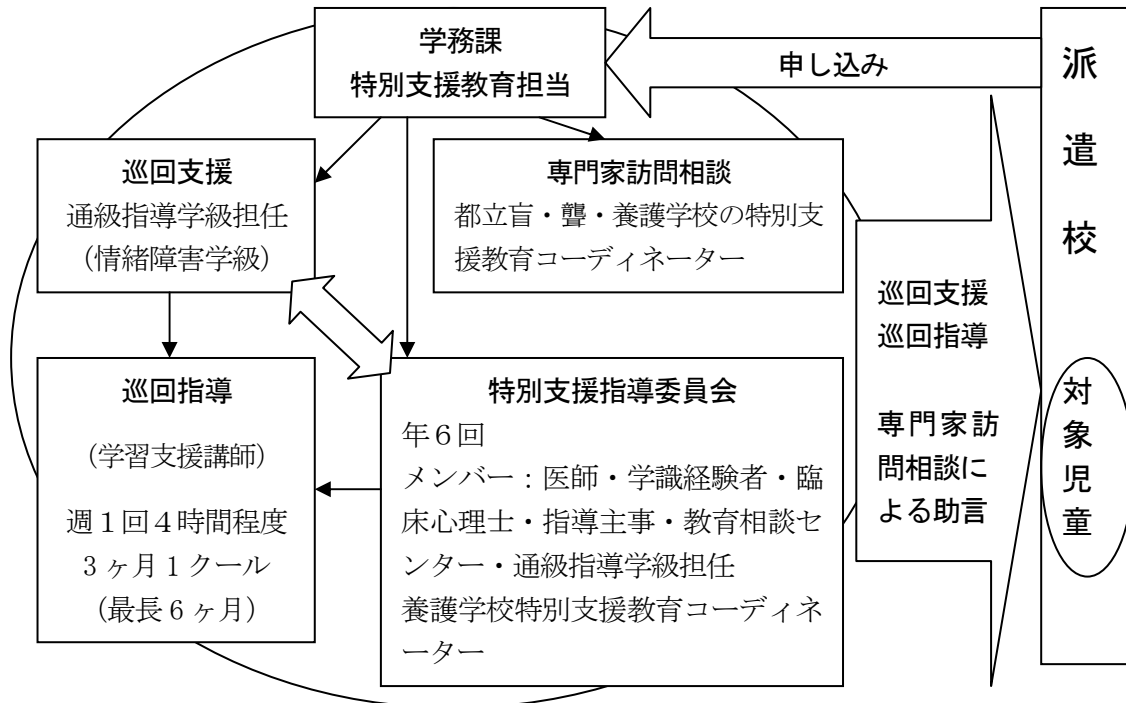 学務課
特別支援教育担当
申し込み
巡回支援
通級指導学級担任
(情緒障害学級)
専門家訪問相談
都立盲・聾・養護学校の特別支
援教育コーディネーター
巡回指導
(学習支援講師)
週１回４時間程度
３ヶ月１クール
(最長６ヶ月)
特別支援指導委員会
年６回
メンバー：医師・学識経験者・臨
床心理士・指導主事・教育相談セ
ンター・通級指導学級担任
養護学校特別支援教育コーディネ
ーター
巡回支援
巡回指導
専門家訪
問相談に
よる助言
派遣校
対象児童